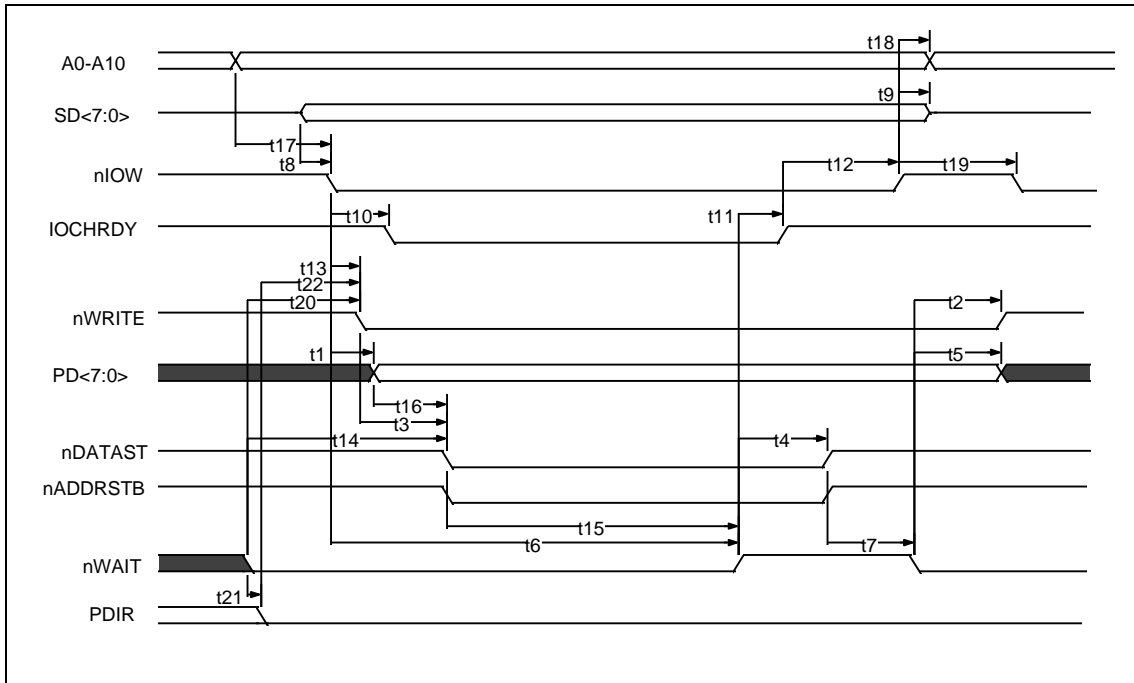 t18
A0-A10
t9
SD<7:0>
t17
t8
t12
t19
nIOW
t10
t11
IOCHRDY
t13
t22
t20
t2
nWRITE
t1
t5
PD<7:0>
t16
t3
t14
t4
nDATAST
nADDRSTB
t15
t6
t7
nWAIT
t21
PDIR